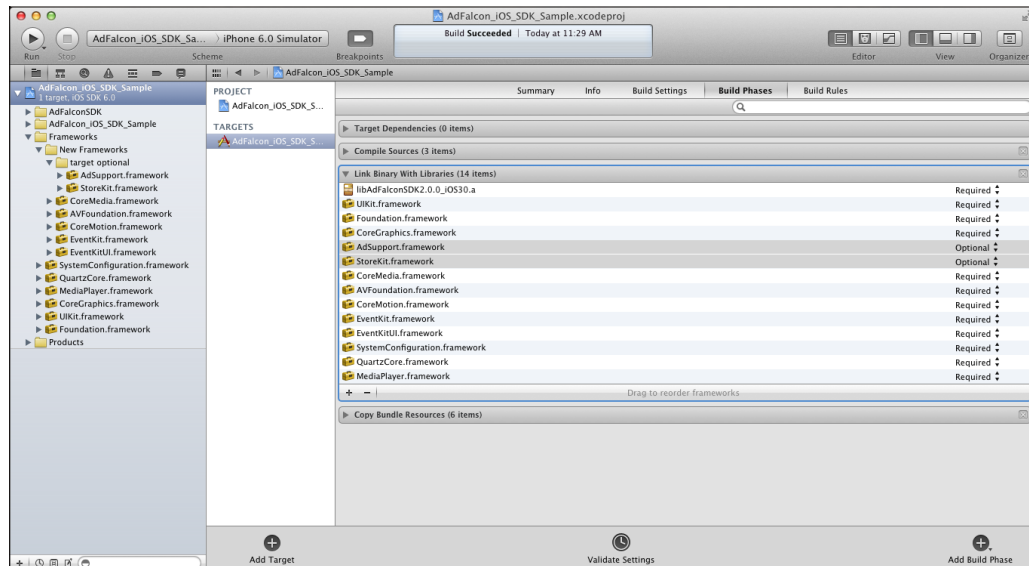 AdFalcon_iOS_SDK_Sample.xcodeproj
AdFalcon_iOS_SDK_Sa... iPhone 6.0 Simulator
Build Succeeded | Today at 11:29 AM
Run Stop Scheme Breakpoints Editor View Organizer
AdFalcon_iOS_SDK_Sample
1 target, iOS SDK 6.0
AdFalconSDK
AdFalcon_iOS_SDK_Sample
Frameworks
New Frameworks
target optional
AdSupport.framework
StoreKit.framework
CoreMedia.framework
AVFoundation.framework
CoreMotion.framework
EventKit.framework
EventKitUI.framework
SystemConfiguration.framework
QuartzCore.framework
MediaPlayer.framework
CoreGraphics.framework
UIKit.framework
Foundation.framework
Products
AdFalcon_iOS_SDK_Sample
PROJECT
AdFalcon_iOS_SDK_S...
TARGETS
AdFalcon_iOS_SDK_S...
Summary Info Build Settings Build Phases Build Rules
Target Dependencies (0 items)
Compile Sources (3 items)
Link Binary With Libraries (14 items)
libAdFalconSDK2.0.0_iOS30.a Required
UIKit.framework Required
Foundation.framework Required
CoreGraphics.framework Required
AdSupport.framework Optional
StoreKit.framework Optional
CoreMedia.framework Required
AVFoundation.framework Required
CoreMotion.framework Required
EventKit.framework Required
EventKitUI.framework Required
SystemConfiguration.framework Required
QuartzCore.framework Required
MediaPlayer.framework Required
+ − Drag to reorder frameworks
Copy Bundle Resources (6 items)
Add Target Validate Settings Add Build Phase